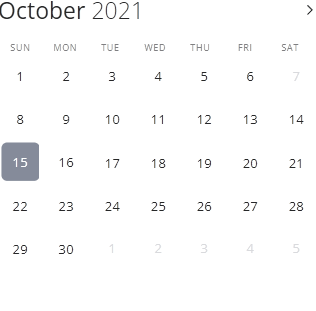 October 2021
SUN MON TUE WED THU FRI SAT
1 2 3 4 5 6 7
8 9 10 11 12 13 14
15 16 17 18 19 20 21
22 23 24 25 26 27 28
29 30 1 2 3 4 5